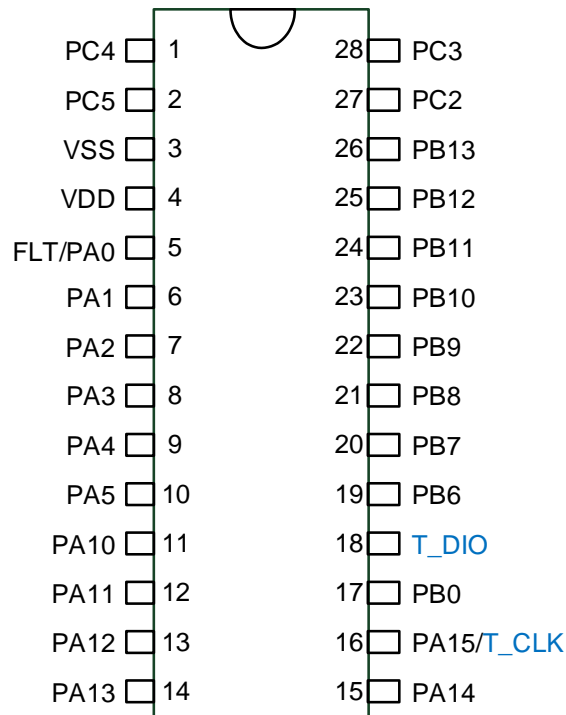 PC4 1 28 PC3
PC5 2 27 PC2
VSS 3 26 PB13
VDD 4 25 PB12
FLT/PA0 5 24 PB11
PA1 6 23 PB10
PA2 7 22 PB9
PA3 8 21 PB8
PA4 9 20 PB7
PA5 10 19 PB6
PA10 11 18 T_DIO
PA11 12 17 PB0
PA12 13 16 PA15/T_CLK
PA13 14 15 PA14